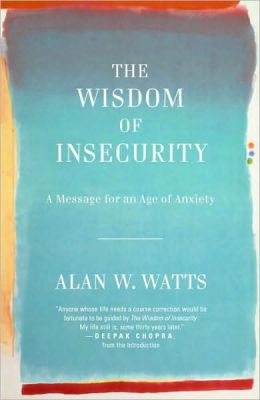 THE
WISDOM
OF
INSECURITY
A Message for an Age of Anxiety
ALAN W. WATTS
"Anyone whose life needs a course correction would be
fortunate to be guided by The Wisdom of Insecurity.
My life still is, some thirty years later."
—DEEPAK CHOPRA,
from the Introduction